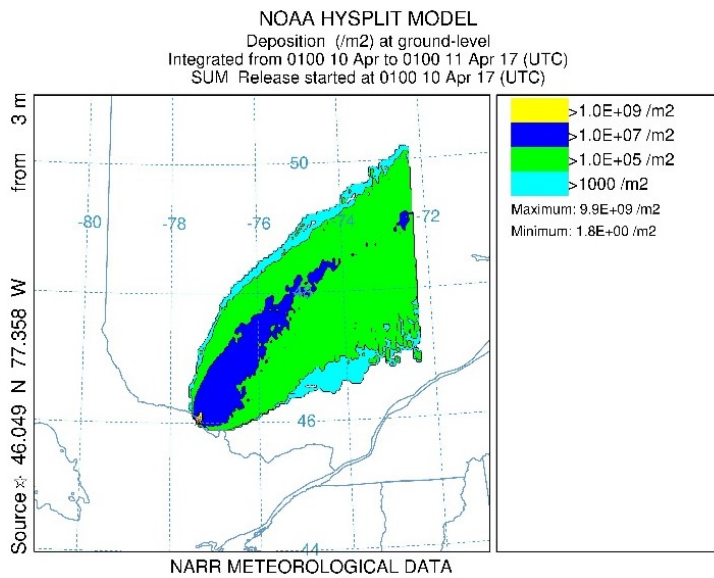 NOAA HYSPLIT MODEL
Deposition (/m2) at ground-level
Integrated from 0100 10 Apr to 0100 11 Apr 17 (UTC)
SUM Release started at 0100 10 Apr 17 (UTC)
Source ☆ 46.049 N 77.358 W from 3 m
50
-80
-78
-76
-74
-72
48
46
44
>1.0E+09 /m2
>1.0E+07 /m2
>1.0E+05 /m2
>1000 /m2
Maximum: 9.9E+09 /m2
Minimum: 1.8E+00 /m2
NARR METEOROLOGICAL DATA